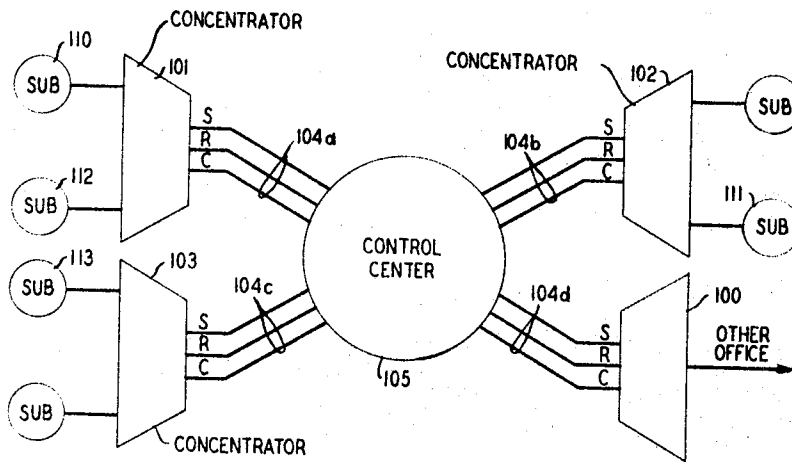 CONCENTRATOR
110
101
SUB
S
R
C
104a
112
SUB
CONCENTRATOR
102
SUB
104b
S
R
C
111
SUB
CONTROL
CENTER
105
113
SUB
103
104c
S
R
C
SUB
CONCENTRATOR
104d
S
R
C
100
OTHER
OFFICE